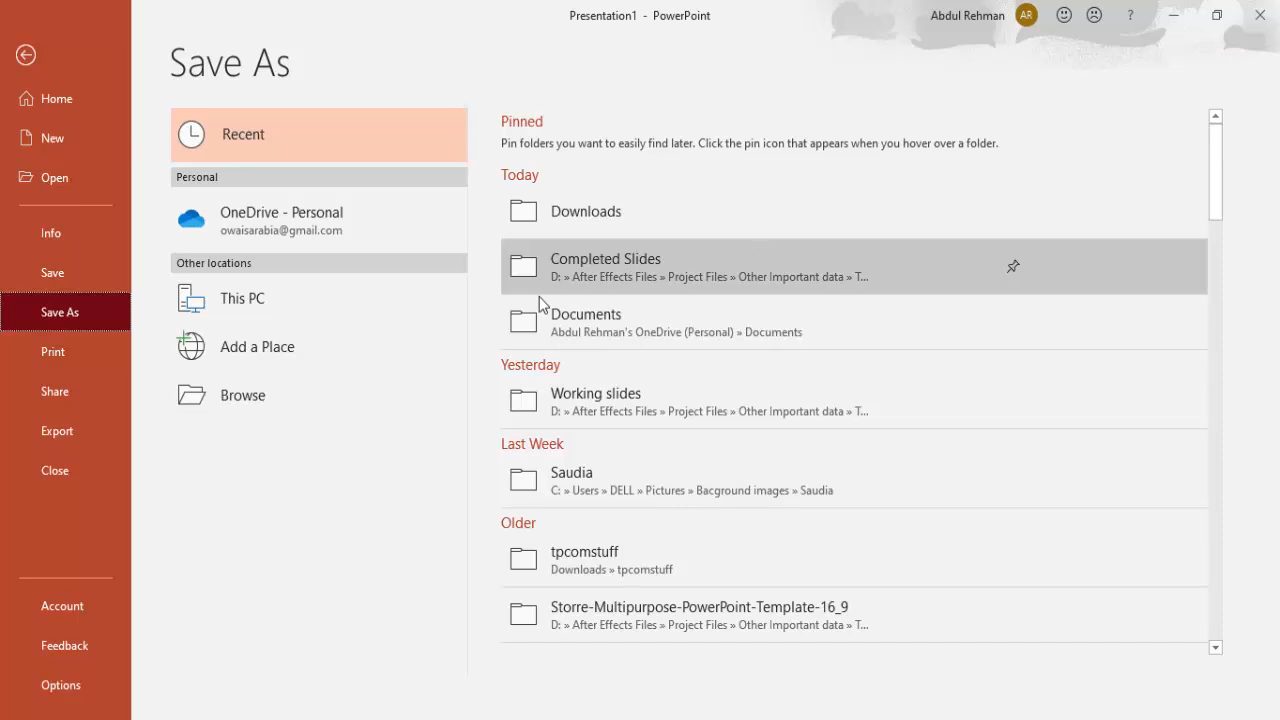 Presentation1 - PowerPoint
Abdul Rehman
AR
?
Save As
Home
New
Open
Info
Save
Save As
Print
Share
Export
Close
Account
Feedback
Options
Recent
Personal
OneDrive - Personal
owaisarabia@gmail.com
Other locations
This PC
Add a Place
Browse
Pinned
Pin folders you want to easily find later. Click the pin icon that appears when you hover over a folder.
Today
Downloads
Completed Slides
D: » After Effects Files » Project Files » Other Important data » T...
Documents
Abdul Rehman's OneDrive (Personal) » Documents
Yesterday
Working slides
D: » After Effects Files » Project Files » Other Important data » T...
Last Week
Saudia
C: » Users » DELL » Pictures » Bacground images » Saudia
Older
tpcomstuff
Downloads » tpcomstuff
Storre-Multipurpose-PowerPoint-Template-16_9
D: » After Effects Files » Project Files » Other Important data » T...